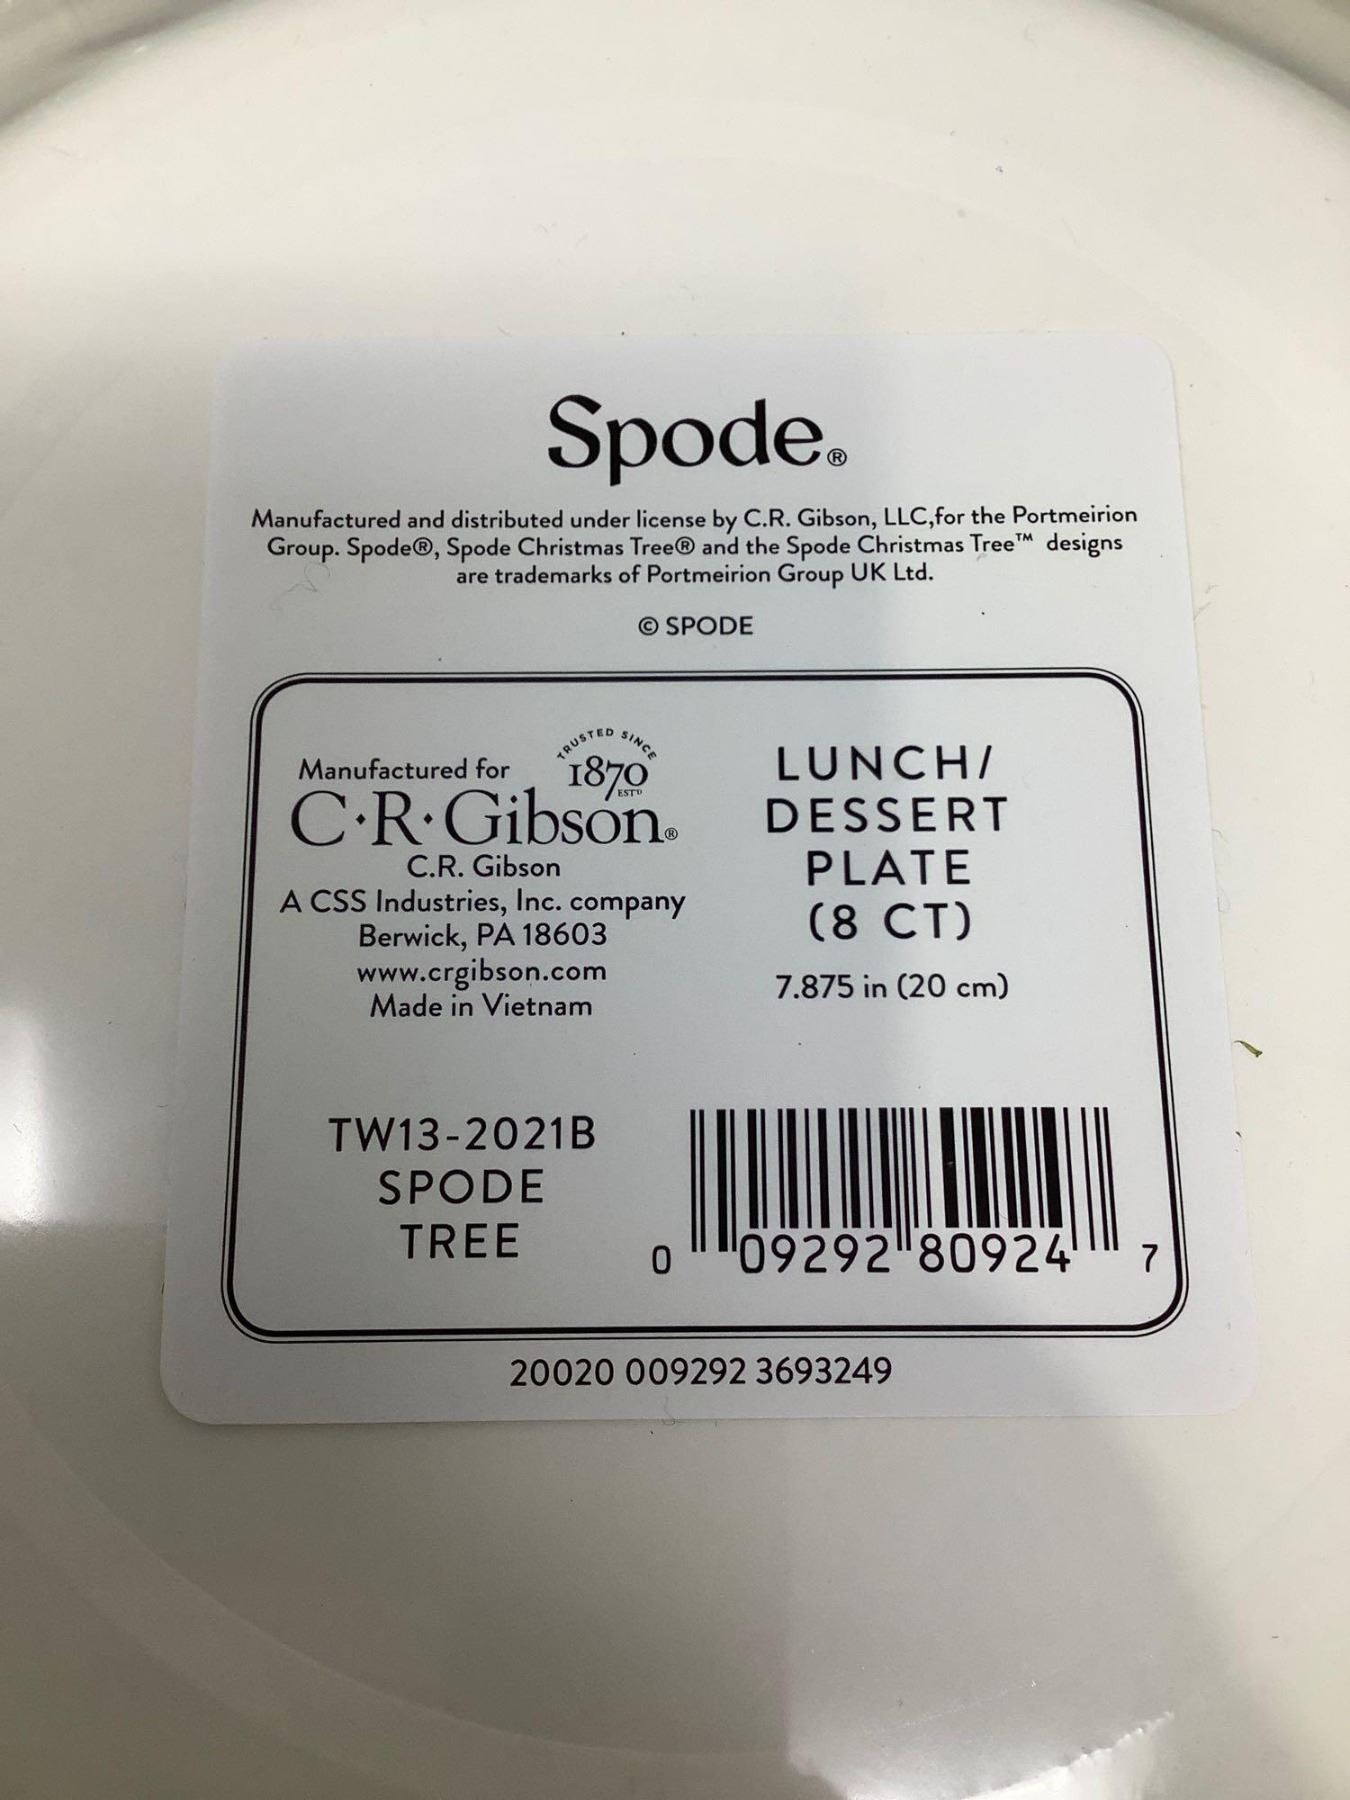 Spode®
Manufactured and distributed under license by C.R. Gibson, LLC,for the Portmeirion
Group. Spode®, Spode Christmas Tree® and the Spode Christmas Tree™ designs
are trademarks of Portmeirion Group UK Ltd.
© SPODE
Manufactured for
TRUSTED SINCE
1870
ESTD
C·R·Gibson®
C.R. Gibson
A CSS Industries, Inc. company
Berwick, PA 18603
www.crgibson.com
Made in Vietnam
LUNCH/
DESSERT
PLATE
(8 CT)
7.875 in (20 cm)
TW13-2021B
SPODE
TREE
0 09292 80924 7
20020 009292 3693249